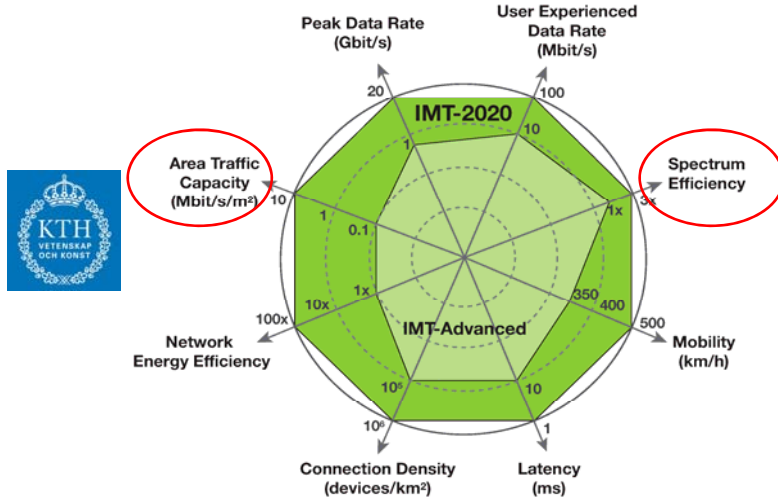 Peak Data Rate
(Gbit/s)
User Experienced
Data Rate
(Mbit/s)
20
100
IMT-2020
1
10
Area Traffic
Capacity
(Mbit/s/m²)
Spectrum
Efficiency
10
1
0.1
1x
3x
KTH
VETENSKAP
OCH KONST
1x
10x
100x
350
400
500
Network
Energy Efficiency
IMT-Advanced
Mobility
(km/h)
10⁵
10
10⁶
1
Connection Density
(devices/km²)
Latency
(ms)